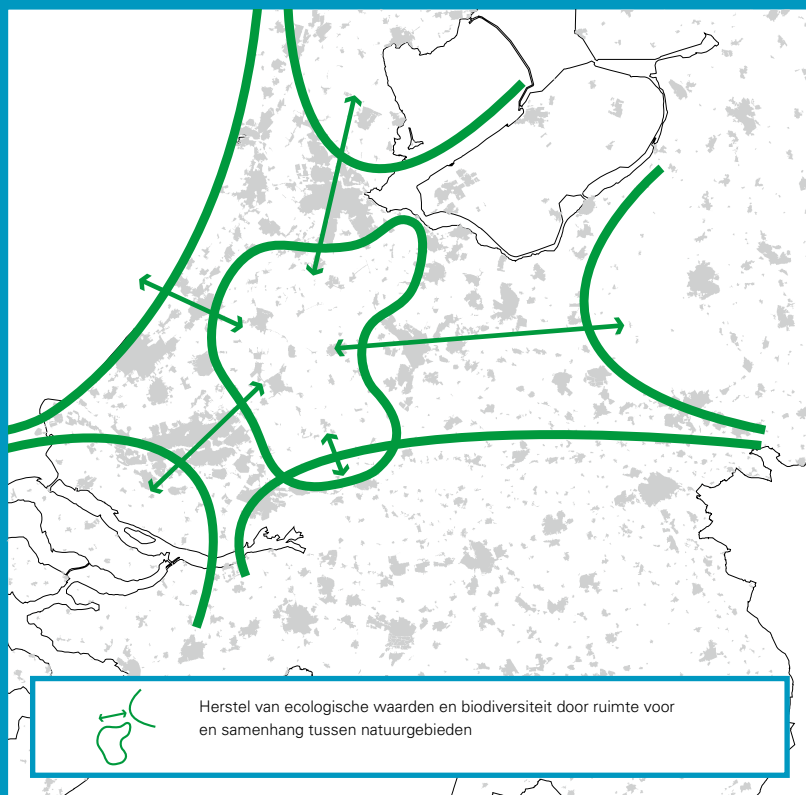 Herstel van ecologische waarden en biodiversiteit door ruimte voor
en samenhang tussen natuurgebieden